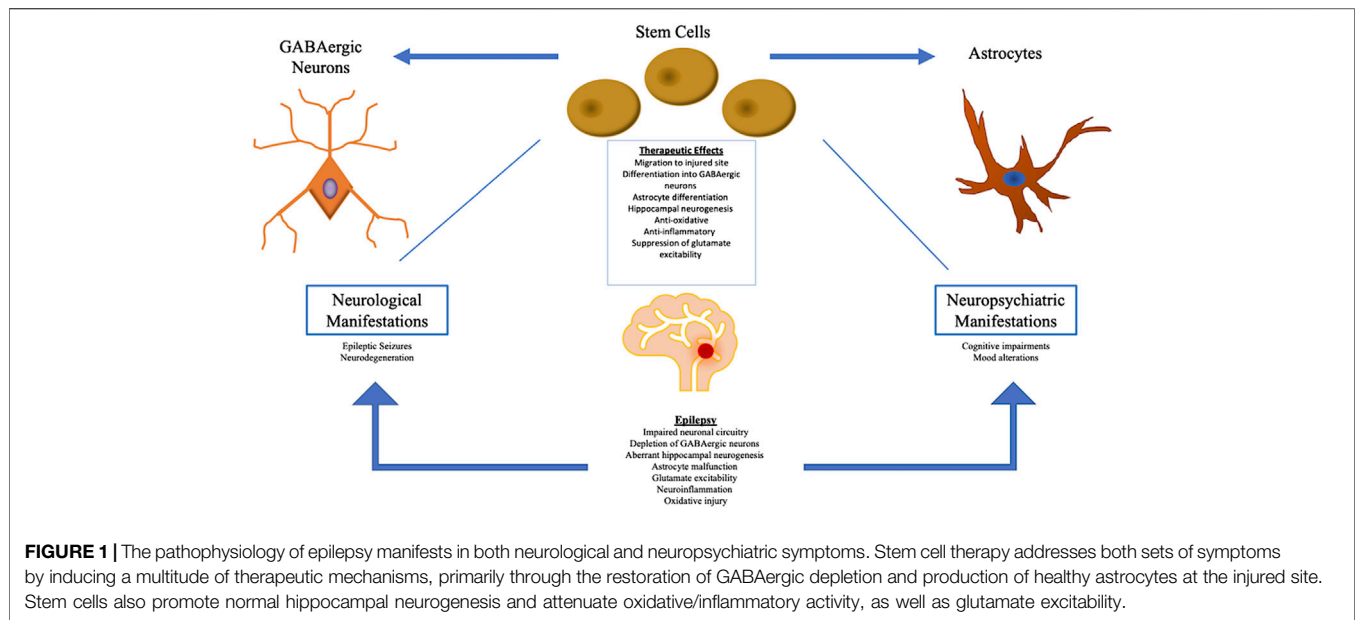 Stem Cells
GABAergic
Neurons
Astrocytes
Therapeutic Effects
Migration to injured site
Differentiation into GABAergic
neurons
Astrocyte differentiation
Hippocampal neurogenesis
Anti-oxidative
Anti-inflammatory
Suppression of glutamate
excitability
Neurological
Manifestations
Epileptic Seizures
Neurodegeneration
Neuropsychiatric
Manifestations
Cognitive impairments
Mood alterations
Epilepsy
Impaired neuronal circuitry
Depletion of GABAergic neurons
Aberrant hippocampal neurogenesis
Astrocyte malfunction
Glutamate excitability
Neuroinflammation
Oxidative injury
FIGURE 1 | The pathophysiology of epilepsy manifests in both neurological and neuropsychiatric symptoms. Stem cell therapy addresses both sets of symptoms
by inducing a multitude of therapeutic mechanisms, primarily through the restoration of GABAergic depletion and production of healthy astrocytes at the injured site.
Stem cells also promote normal hippocampal neurogenesis and attenuate oxidative/inflammatory activity, as well as glutamate excitability.